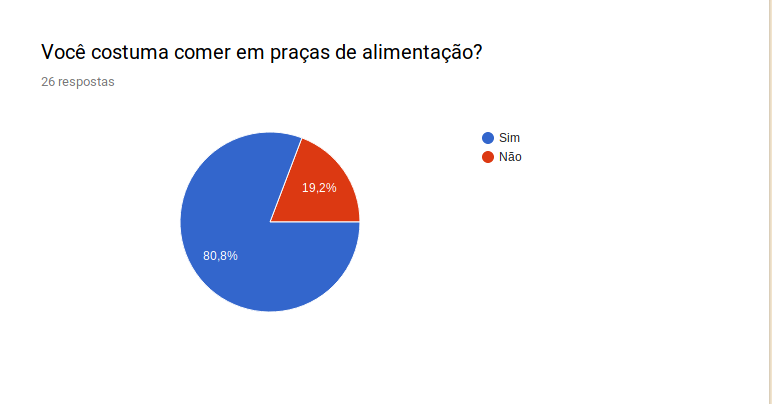 Você costuma comer em praças de alimentação?
26 respostas
Sim
Não
19,2%
80,8%